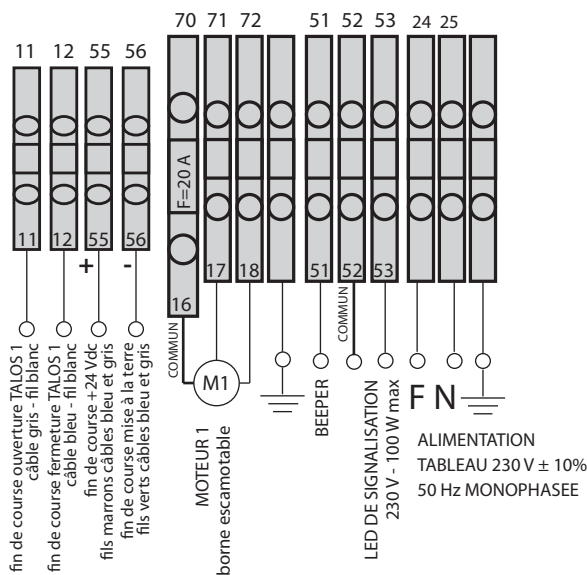 70 71 72 51 52 53 24 25
11 12 55 56
F=20 A
11 12 55 56
+ -
16 17 18 51 52 53
COMMUN
COMMUN
M1
fin de course ouverture TALOS 1
câble gris - fil blanc
fin de course fermeture TALOS 1
câble bleu - fil blanc
fin de course +24 Vdc
fils marrons câbles bleu et gris
fin de course mise à la terre
fils verts câbles bleu et gris
MOTEUR 1
borne escamotable
BEEPER
LED DE SIGNALISATION
230 V - 100 W max
F N
ALIMENTATION
TABLEAU 230 V ± 10%
50 Hz MONOPHASEE